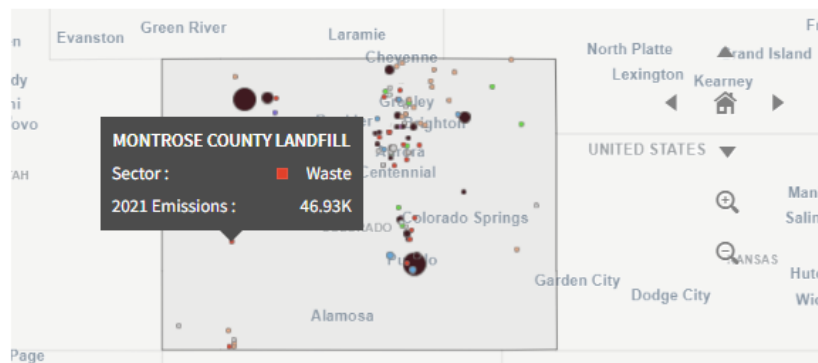 Green River
Evanston
Laramie
Cheyenne
North Platte
Grand Island
Lexington
Kearney
Greeley
Brighton
UNITED STATES
Aurora
Centennial
MONTROSE COUNTY LANDFILL
Sector : Waste
2021 Emissions : 46.93K
Colorado Springs
Pueblo
KANSAS
Garden City
Dodge City
Alamosa
Page